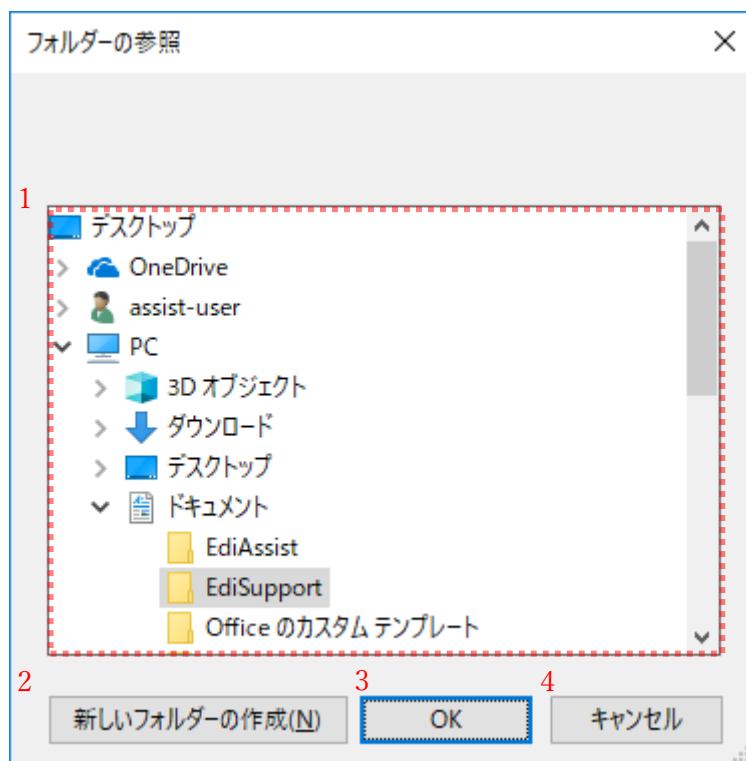 フォルダーの参照
1
デスクトップ
OneDrive
assist-user
PC
3D オブジェクト
ダウンロード
デスクトップ
ドキュメント
EdiAssist
EdiSupport
Office のカスタム テンプレート
2 3 4
新しいフォルダーの作成(N) OK キャンセル